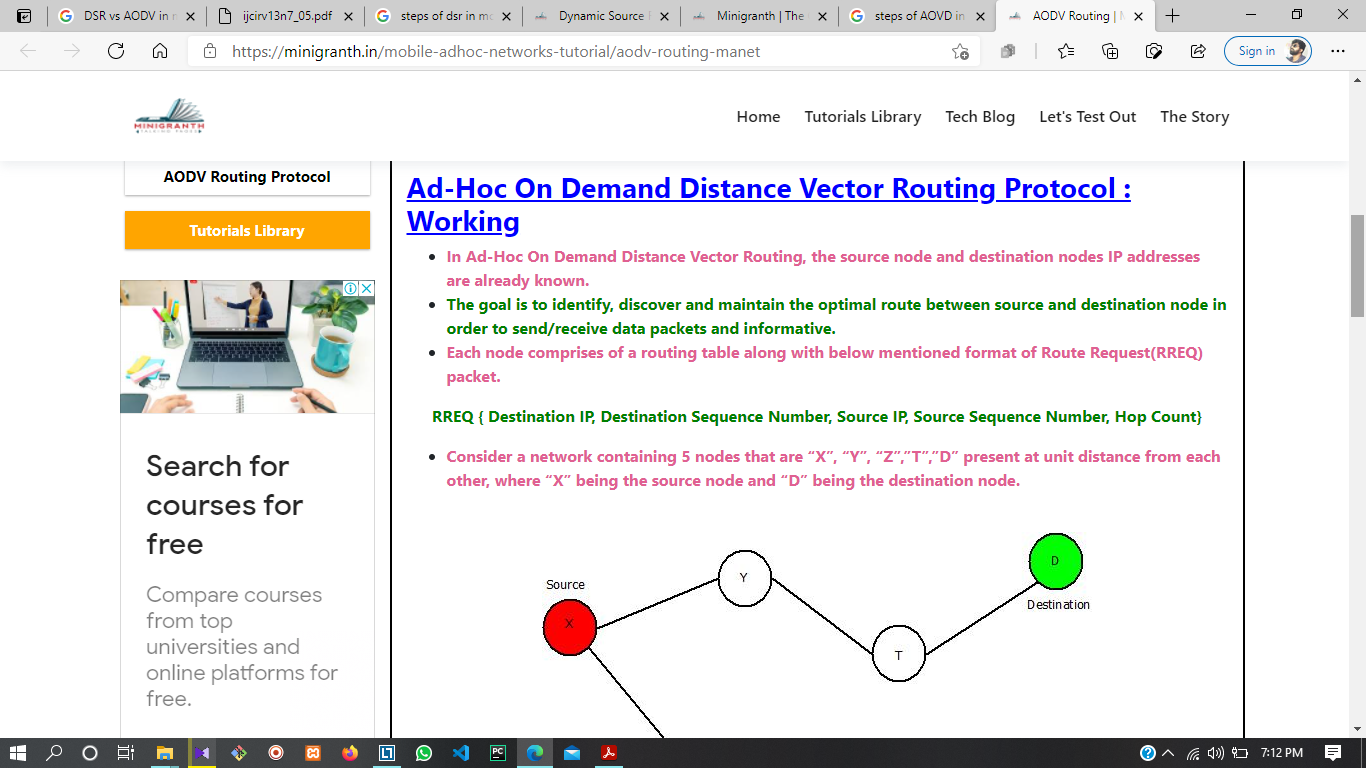 DSR vs AODV in
ijcirv13n7_05.pdf
steps of dsr in mo
Dynamic Source
Minigranth | The
steps of AOVD in
AODV Routing |
https://minigranth.in/mobile-adhoc-networks-tutorial/aodv-routing-manet
Sign in
MINIGRANTH
Home
Tutorials Library
Tech Blog
Let's Test Out
The Story
AODV Routing Protocol
Tutorials Library
Search for
courses for
free
Compare courses
from top
universities and
online platforms for
free.
Ad-Hoc On Demand Distance Vector Routing Protocol :
Working
In Ad-Hoc On Demand Distance Vector Routing, the source node and destination nodes IP addresses
are already known.
The goal is to identify, discover and maintain the optimal route between source and destination node in
order to send/receive data packets and informative.
Each node comprises of a routing table along with below mentioned format of Route Request(RREQ)
packet.
RREQ { Destination IP, Destination Sequence Number, Source IP, Source Sequence Number, Hop Count}
Consider a network containing 5 nodes that are “X”, “Y”, “Z”,”T”,”D” present at unit distance from each
other, where “X” being the source node and “D” being the destination node.
Source
X
Y
T
D
Destination
7:12 PM